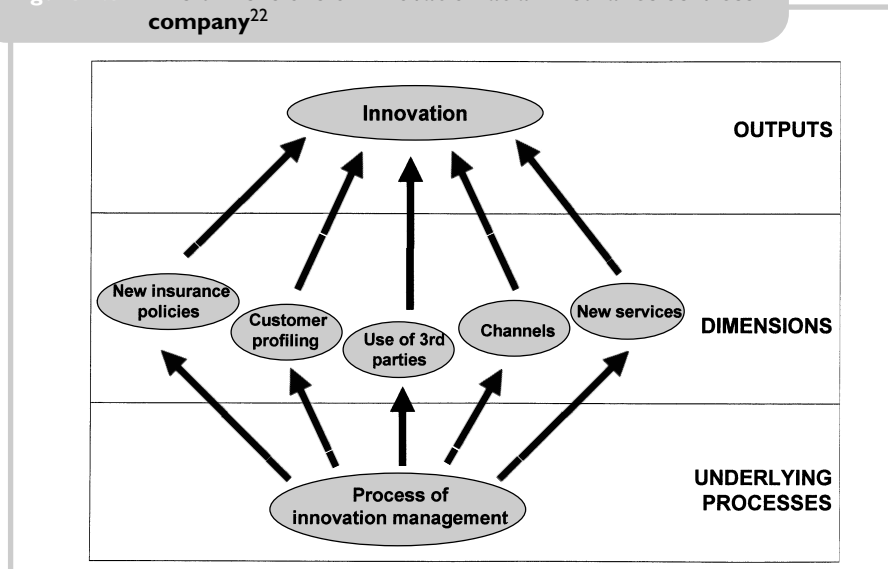 company22
Innovation
OUTPUTS
New insurance
policies
Customer
profiling
Use of 3rd
parties
Channels
New services
DIMENSIONS
UNDERLYING
PROCESSES
Process of
innovation management